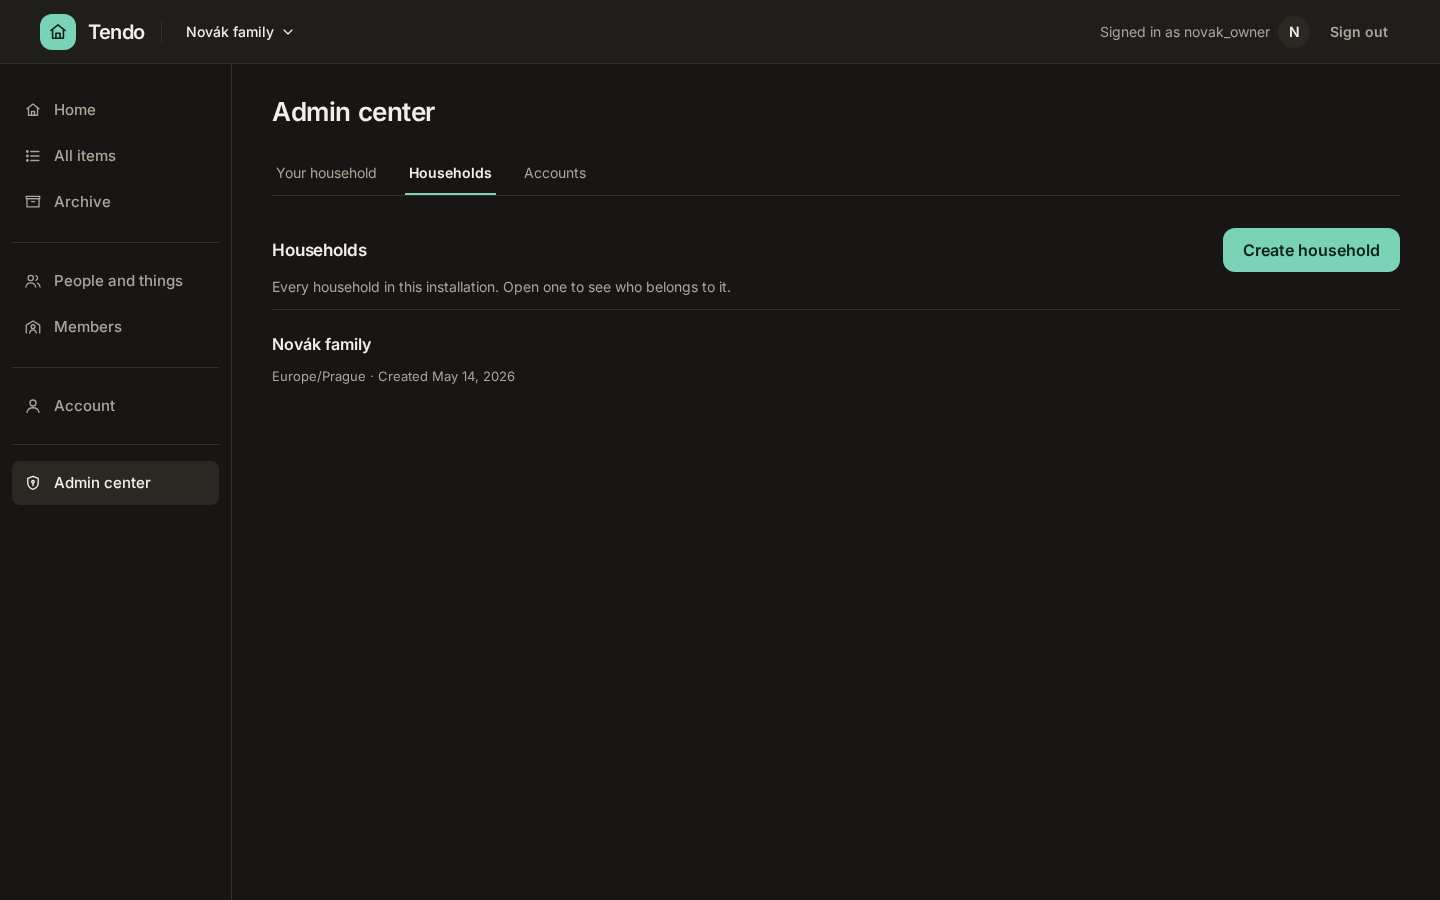 Tendo
Novák family
Signed in as novak_owner
N
Sign out
Home
All items
Archive
People and things
Members
Account
Admin center
Admin center
Your household
Households
Accounts
Households
Create household
Every household in this installation. Open one to see who belongs to it.
Novák family
Europe/Prague · Created May 14, 2026